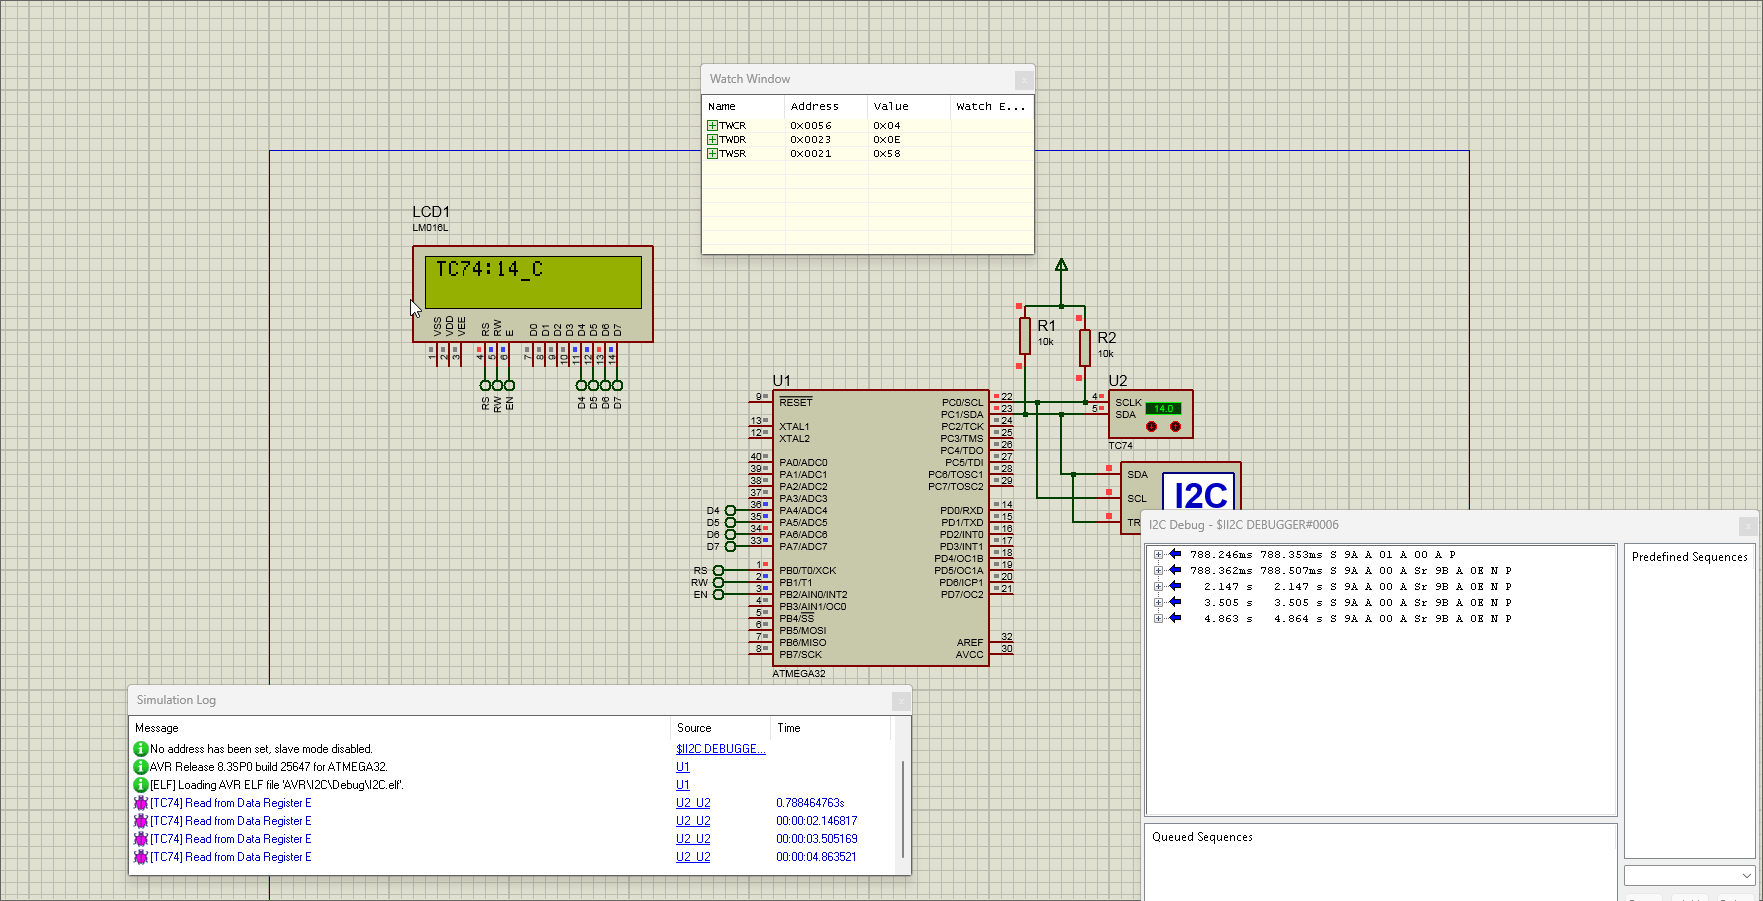 Watch Window
Name Address Value Watch E...
TWCR 0x0056 0x04
TWDR 0x0023 0x0E
TWSR 0x0021 0x58
LCD1
LM016L
TC74:14_C
VSS VDD VEE RS RW E D0 D1 D2 D3 D4 D5 D6 D7
1 2 3 4 5 6 7 8 9 10 11 12 13 14
RS RW EN D4 D5 D6 D7
R1
10k
R2
10k
U1
9 RESET
13 XTAL1
12 XTAL2
40 PA0/ADC0
39 PA1/ADC1
38 PA2/ADC2
37 PA3/ADC3
D4 36 PA4/ADC4
D5 35 PA5/ADC5
D6 34 PA6/ADC6
D7 33 PA7/ADC7
RS 1 PB0/T0/XCK
RW 2 PB1/T1
EN 3 PB2/AIN0/INT2
4 PB3/AIN1/OC0
5 PB4/SS
6 PB5/MOSI
7 PB6/MISO
8 PB7/SCK
PC0/SCL 22
PC1/SDA 23
PC2/TCK 24
PC3/TMS 25
PC4/TDO 26
PC5/TDI 27
PC6/TOSC1 28
PC7/TOSC2 29
PD0/RXD 14
PD1/TXD 15
PD2/INT0 16
PD3/INT1 17
PD4/OC1B 18
PD5/OC1A 19
PD6/ICP1 20
PD7/OC2 21
AREF 32
AVCC 30
ATMEGA32
U2
4 SCLK
5 SDA
14.0
TC74
SDA
SCL
TR
I2C
I2C Debug - $II2C DEBUGGER#0006
788.246ms 788.353ms S 9A A 01 A 00 A P
788.362ms 788.507ms S 9A A 00 A Sr 9B A 0E N P
2.147 s 2.147 s S 9A A 00 A Sr 9B A 0E N P
3.505 s 3.505 s S 9A A 00 A Sr 9B A 0E N P
4.863 s 4.864 s S 9A A 00 A Sr 9B A 0E N P
Predefined Sequences
Queued Sequences
Simulation Log
Message Source Time
No address has been set, slave mode disabled. $II2C DEBUGGE...
AVR Release 8.3SP0 build 25647 for ATMEGA32. U1
[ELF] Loading AVR ELF file 'AVR\I2C\Debug\I2C.elf'. U1
[TC74] Read from Data Register E U2_U2 0.788464763s
[TC74] Read from Data Register E U2_U2 00:00:02.146817
[TC74] Read from Data Register E U2_U2 00:00:03.505169
[TC74] Read from Data Register E U2_U2 00:00:04.863521